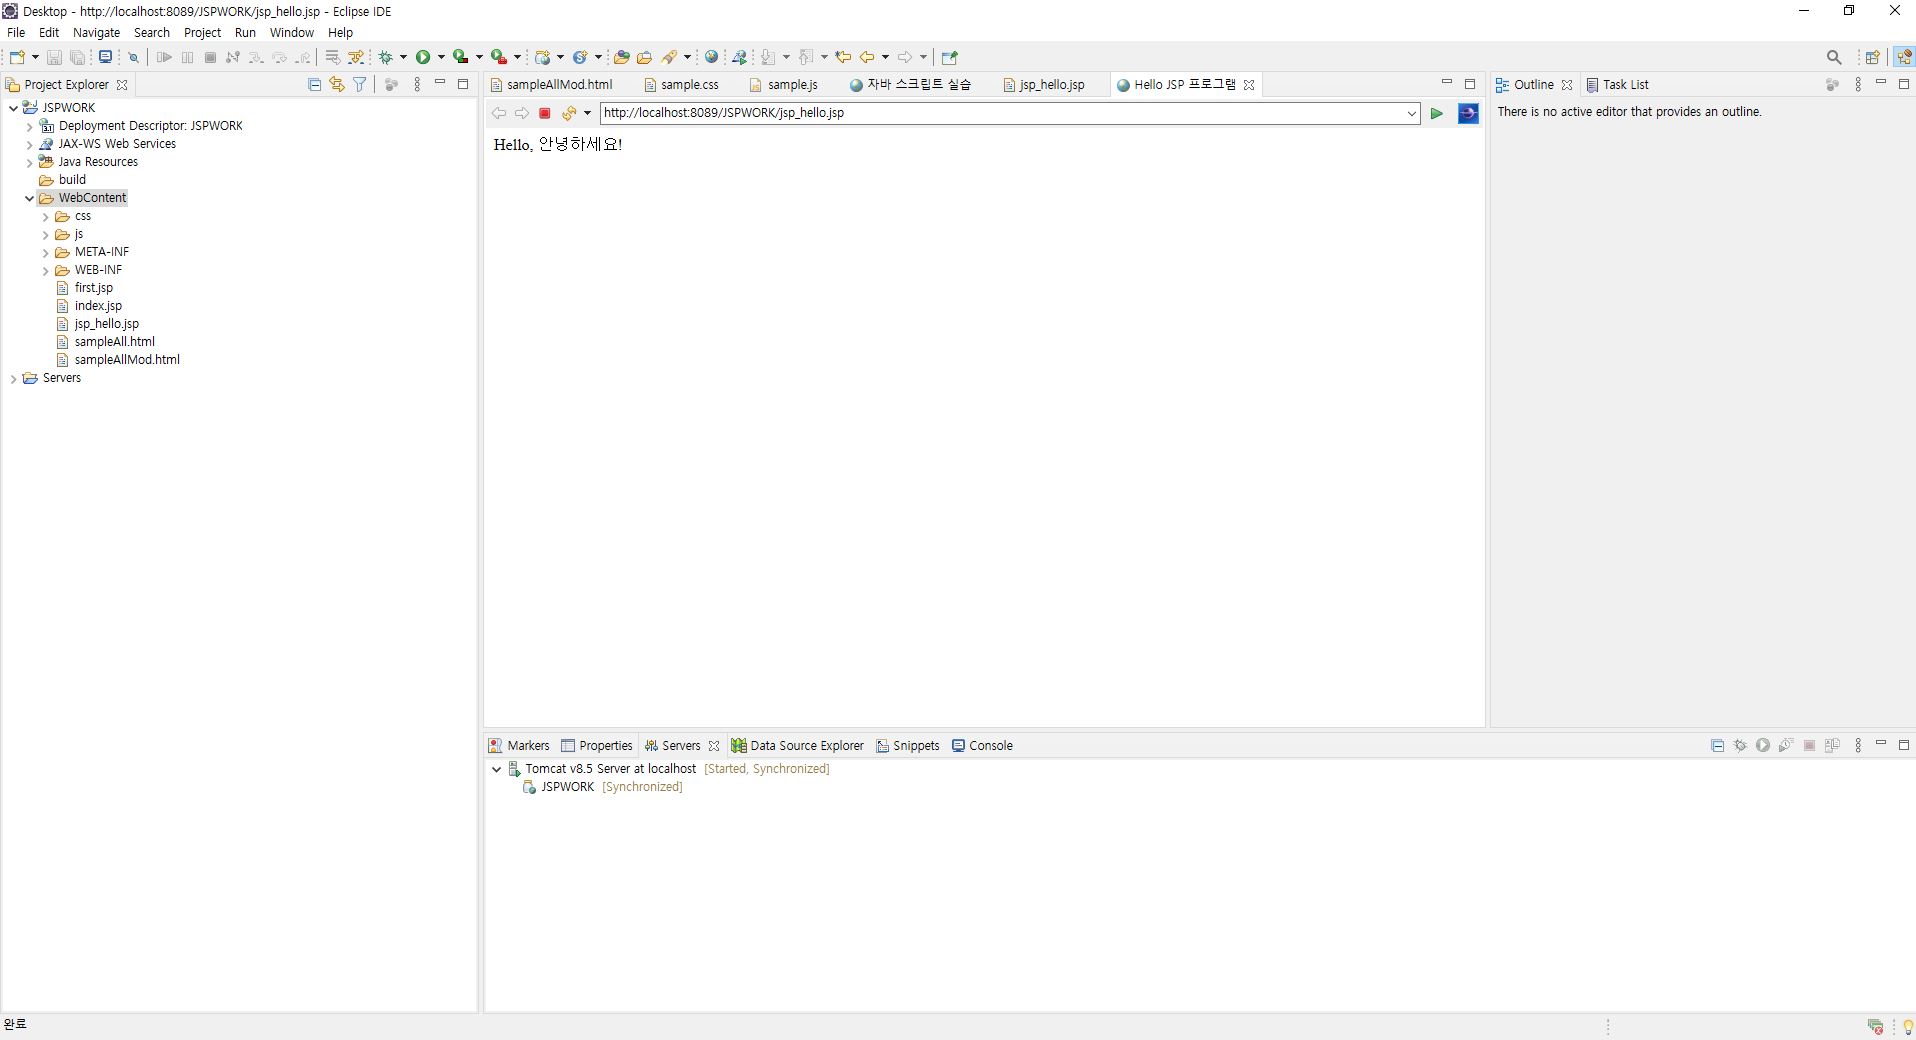 Desktop - http://localhost:8089/JSPWORK/jsp_hello.jsp - Eclipse IDE
File Edit Navigate Search Project Run Window Help
Project Explorer
JSPWORK
3.1 Deployment Descriptor: JSPWORK
JAX-WS Web Services
Java Resources
build
WebContent
css
js
META-INF
WEB-INF
first.jsp
index.jsp
jsp_hello.jsp
sampleAll.html
sampleAllMod.html
Servers
sampleAllMod.html sample.css sample.js 자바 스크립트 실습 jsp_hello.jsp Hello JSP 프로그램
http://localhost:8089/JSPWORK/jsp_hello.jsp
Hello, 안녕하세요!
Outline Task List
There is no active editor that provides an outline.
Markers Properties Servers Data Source Explorer Snippets Console
Tomcat v8.5 Server at localhost [Started, Synchronized]
JSPWORK [Synchronized]
완료